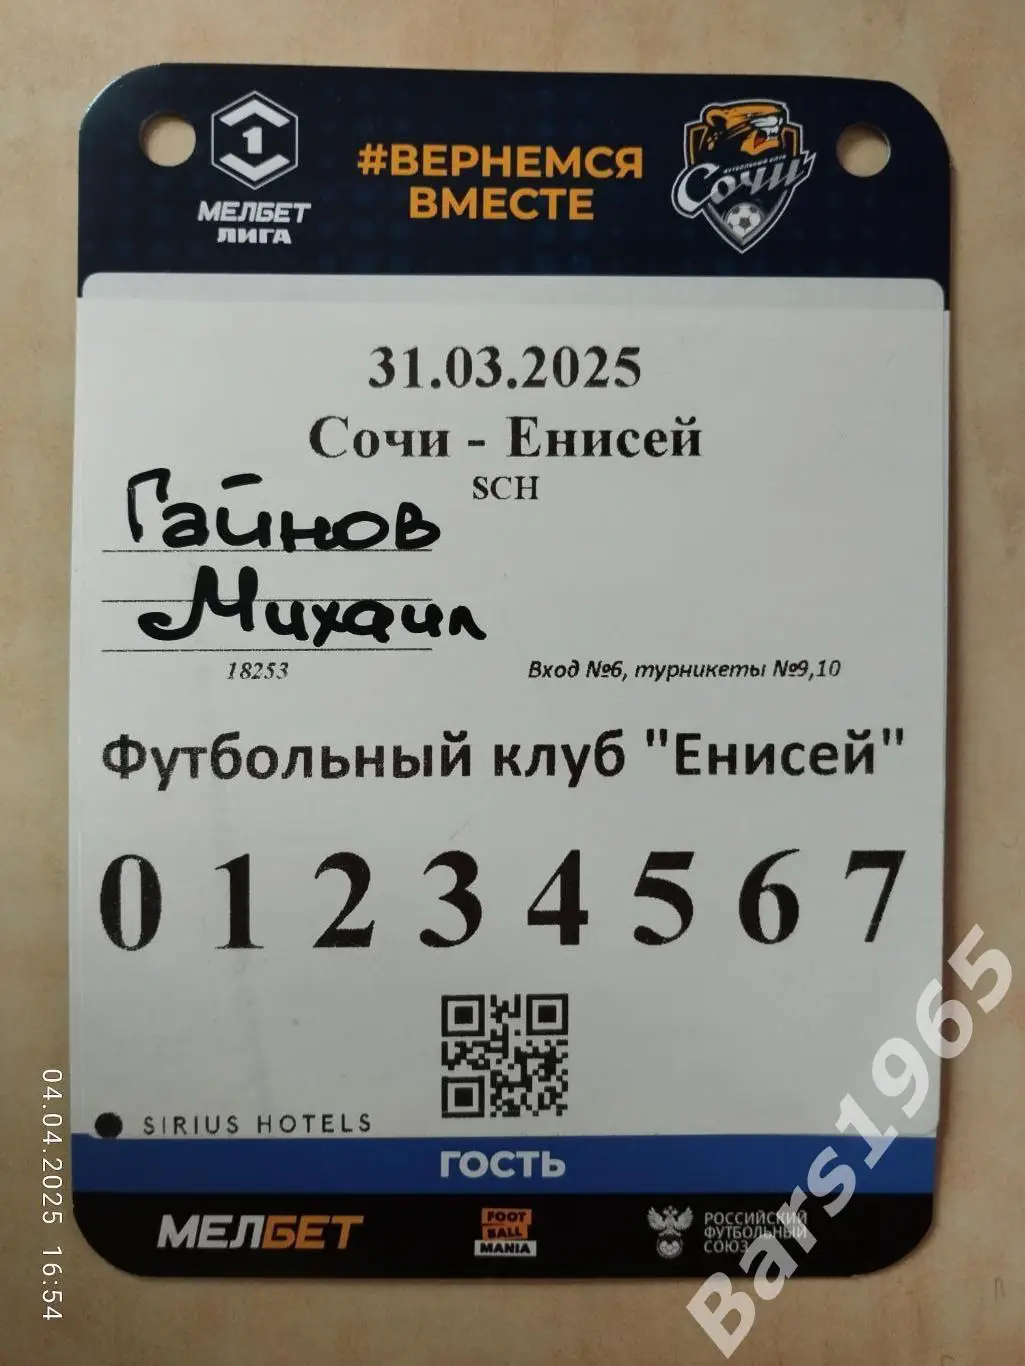 1
МЕЛБЕТ
ЛИГА
#ВЕРНЕМСЯ
ВМЕСТЕ
ФУТБОЛЬНЫЙ КЛУБ
СОЧИ
31.03.2025
Сочи - Енисей
SCH
Гайнов
Михаил
18253
Вход №6, турникеты №9,10
Футбольный клуб "Енисей"
0 1 2 3 4 5 6 7
SIRIUS HOTELS
ГОСТЬ
МЕЛБЕТ
FOOT
BALL
MANIA
РОССИЙСКИЙ
ФУТБОЛЬНЫЙ
СОЮЗ
04.04.2025 16:54
Bars1965